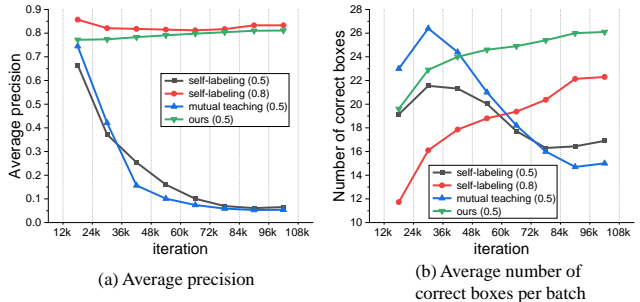 0.9
0.8
0.7
0.6
0.5
0.4
0.3
0.2
0.1
0.0
Average precision
self-labeling (0.5)
self-labeling (0.8)
mutual teaching (0.5)
ours (0.5)
12k 24k 36k 48k 60k 72k 84k 96k 108k
iteration
(a) Average precision
28
26
24
22
20
18
16
14
12
10
Number of correct boxes
self-labeling (0.5)
self-labeling (0.8)
mutual teaching (0.5)
ours (0.5)
12k 24k 36k 48k 60k 72k 84k 96k 108k
iteration
(b) Average number of
correct boxes per batch